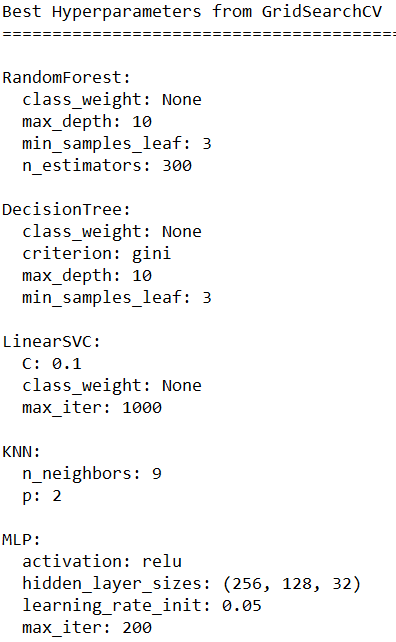 Best Hyperparameters from GridSearchCV
========================================
RandomForest:
class_weight: None
max_depth: 10
min_samples_leaf: 3
n_estimators: 300
DecisionTree:
class_weight: None
criterion: gini
max_depth: 10
min_samples_leaf: 3
LinearSVC:
C: 0.1
class_weight: None
max_iter: 1000
KNN:
n_neighbors: 9
p: 2
MLP:
activation: relu
hidden_layer_sizes: (256, 128, 32)
learning_rate_init: 0.05
max_iter: 200